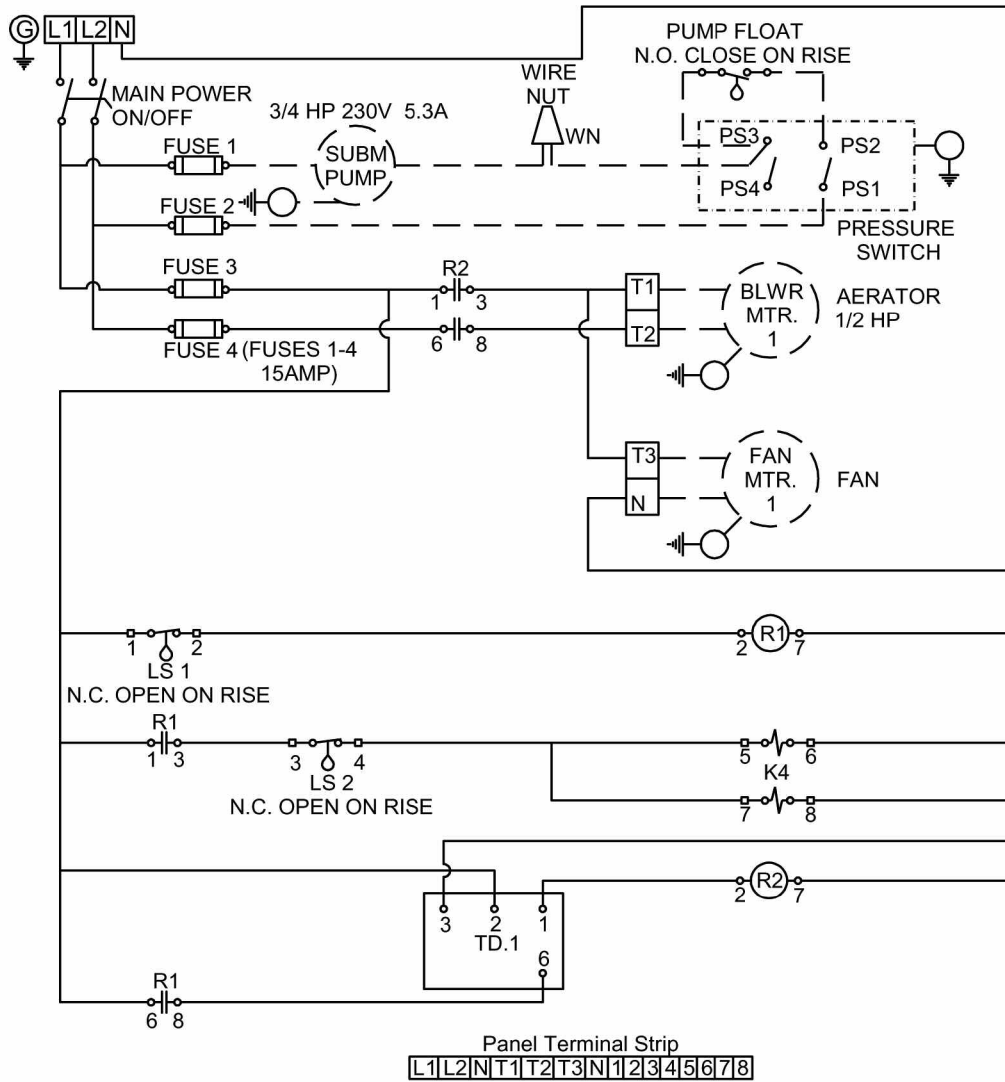 G L1 L2 N
PUMP FLOAT
N.O. CLOSE ON RISE
WIRE
NUT
MAIN POWER
ON/OFF
3/4 HP 230V 5.3A
WN
FUSE 1
SUBM
PUMP
PS3
PS2
PS4
PS1
FUSE 2
PRESSURE
SWITCH
FUSE 3
R2
1 3
T1
BLWR
MTR.
1
AERATOR
1/2 HP
T2
6 8
FUSE 4 (FUSES 1-4
15AMP)
T3
FAN
MTR.
1
FAN
N
1 2
LS 1
N.C. OPEN ON RISE
2 R1 7
R1
1 3
3 4
LS 2
N.C. OPEN ON RISE
5 6
K4
7 8
2 R2 7
3 2 1
TD.1
6
R1
6 8
Panel Terminal Strip
L1 L2 N T1 T2 T3 N 1 2 3 4 5 6 7 8